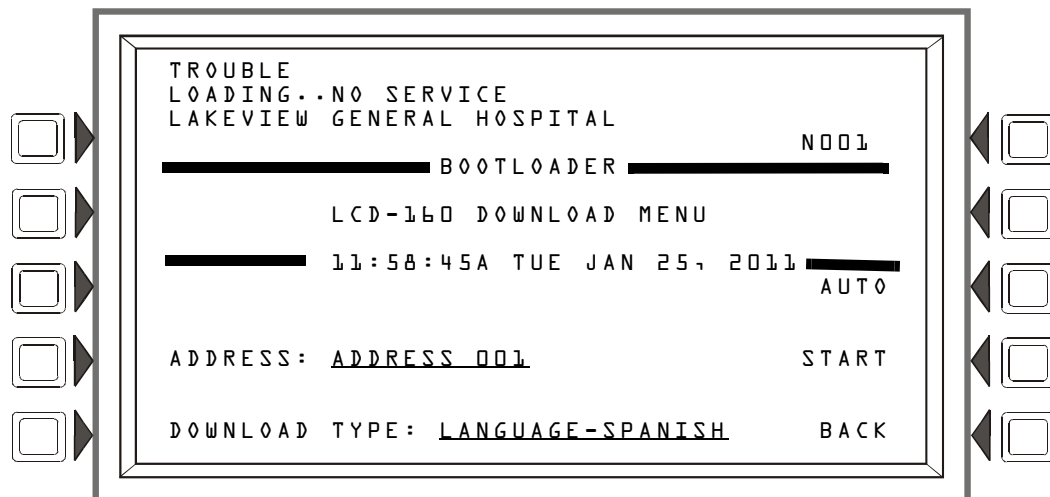 TROUBLE
LOADING..NO SERVICE
LAKEVIEW GENERAL HOSPITAL
N001
BOOTLOADER
LCD-160 DOWNLOAD MENU
11:58:45A TUE JAN 25, 2011
AUTO
ADDRESS: ADDRESS 001 START
DOWNLOAD TYPE: LANGUAGE-SPANISH BACK